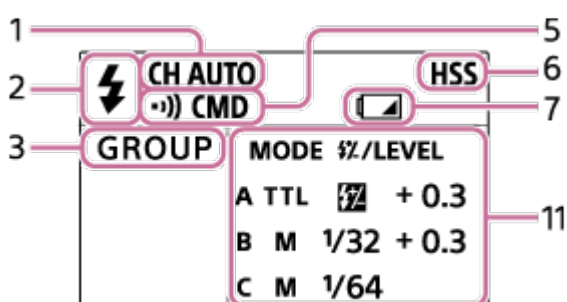 1 5
CH AUTO HSS 6
2 •))) CMD 7
3 GROUP MODE /LEVEL
A TTL + 0.3 11
B M 1/32 + 0.3
C M 1/64